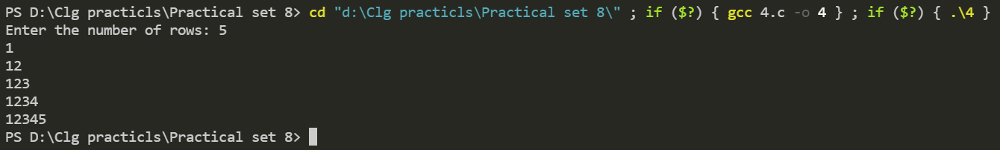 PS D:\Clg practicls\Practical set 8> cd "d:\Clg practicls\Practical set 8\" ; if ($?) { gcc 4.c -o 4 } ; if ($?) { .\4 }
Enter the number of rows: 5
1
12
123
1234
12345
PS D:\Clg practicls\Practical set 8>